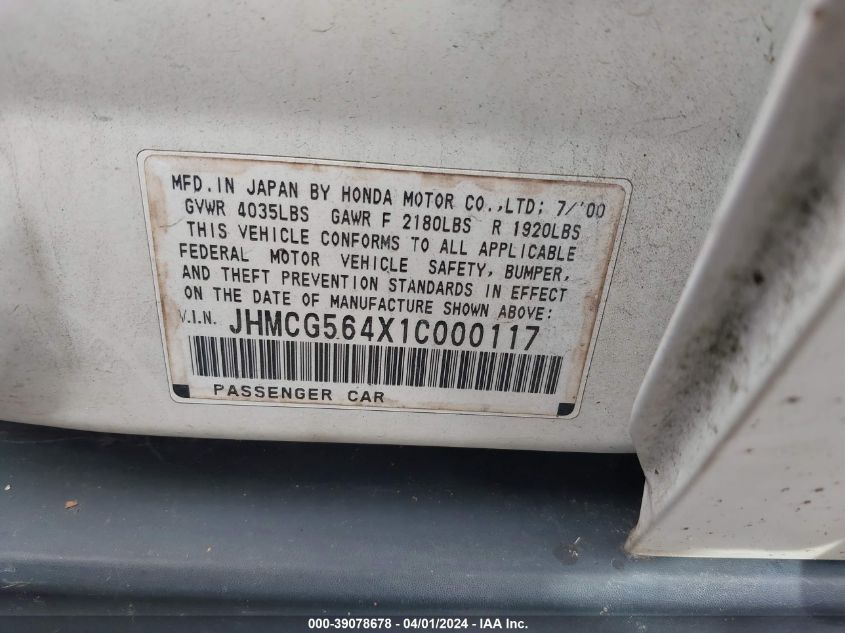 MFD. IN JAPAN BY HONDA MOTOR CO.,LTD; 7/'00
GVWR 4035LBS GAWR F 2180LBS R 1920LBS
THIS VEHICLE CONFORMS TO ALL APPLICABLE
FEDERAL MOTOR VEHICLE SAFETY, BUMPER,
AND THEFT PREVENTION STANDARDS IN EFFECT
ON THE DATE OF MANUFACTURE SHOWN ABOVE:
V.I.N. JHMCG564X1C000117
PASSENGER CAR
000-39078678 - 04/01/2024 - IAA Inc.